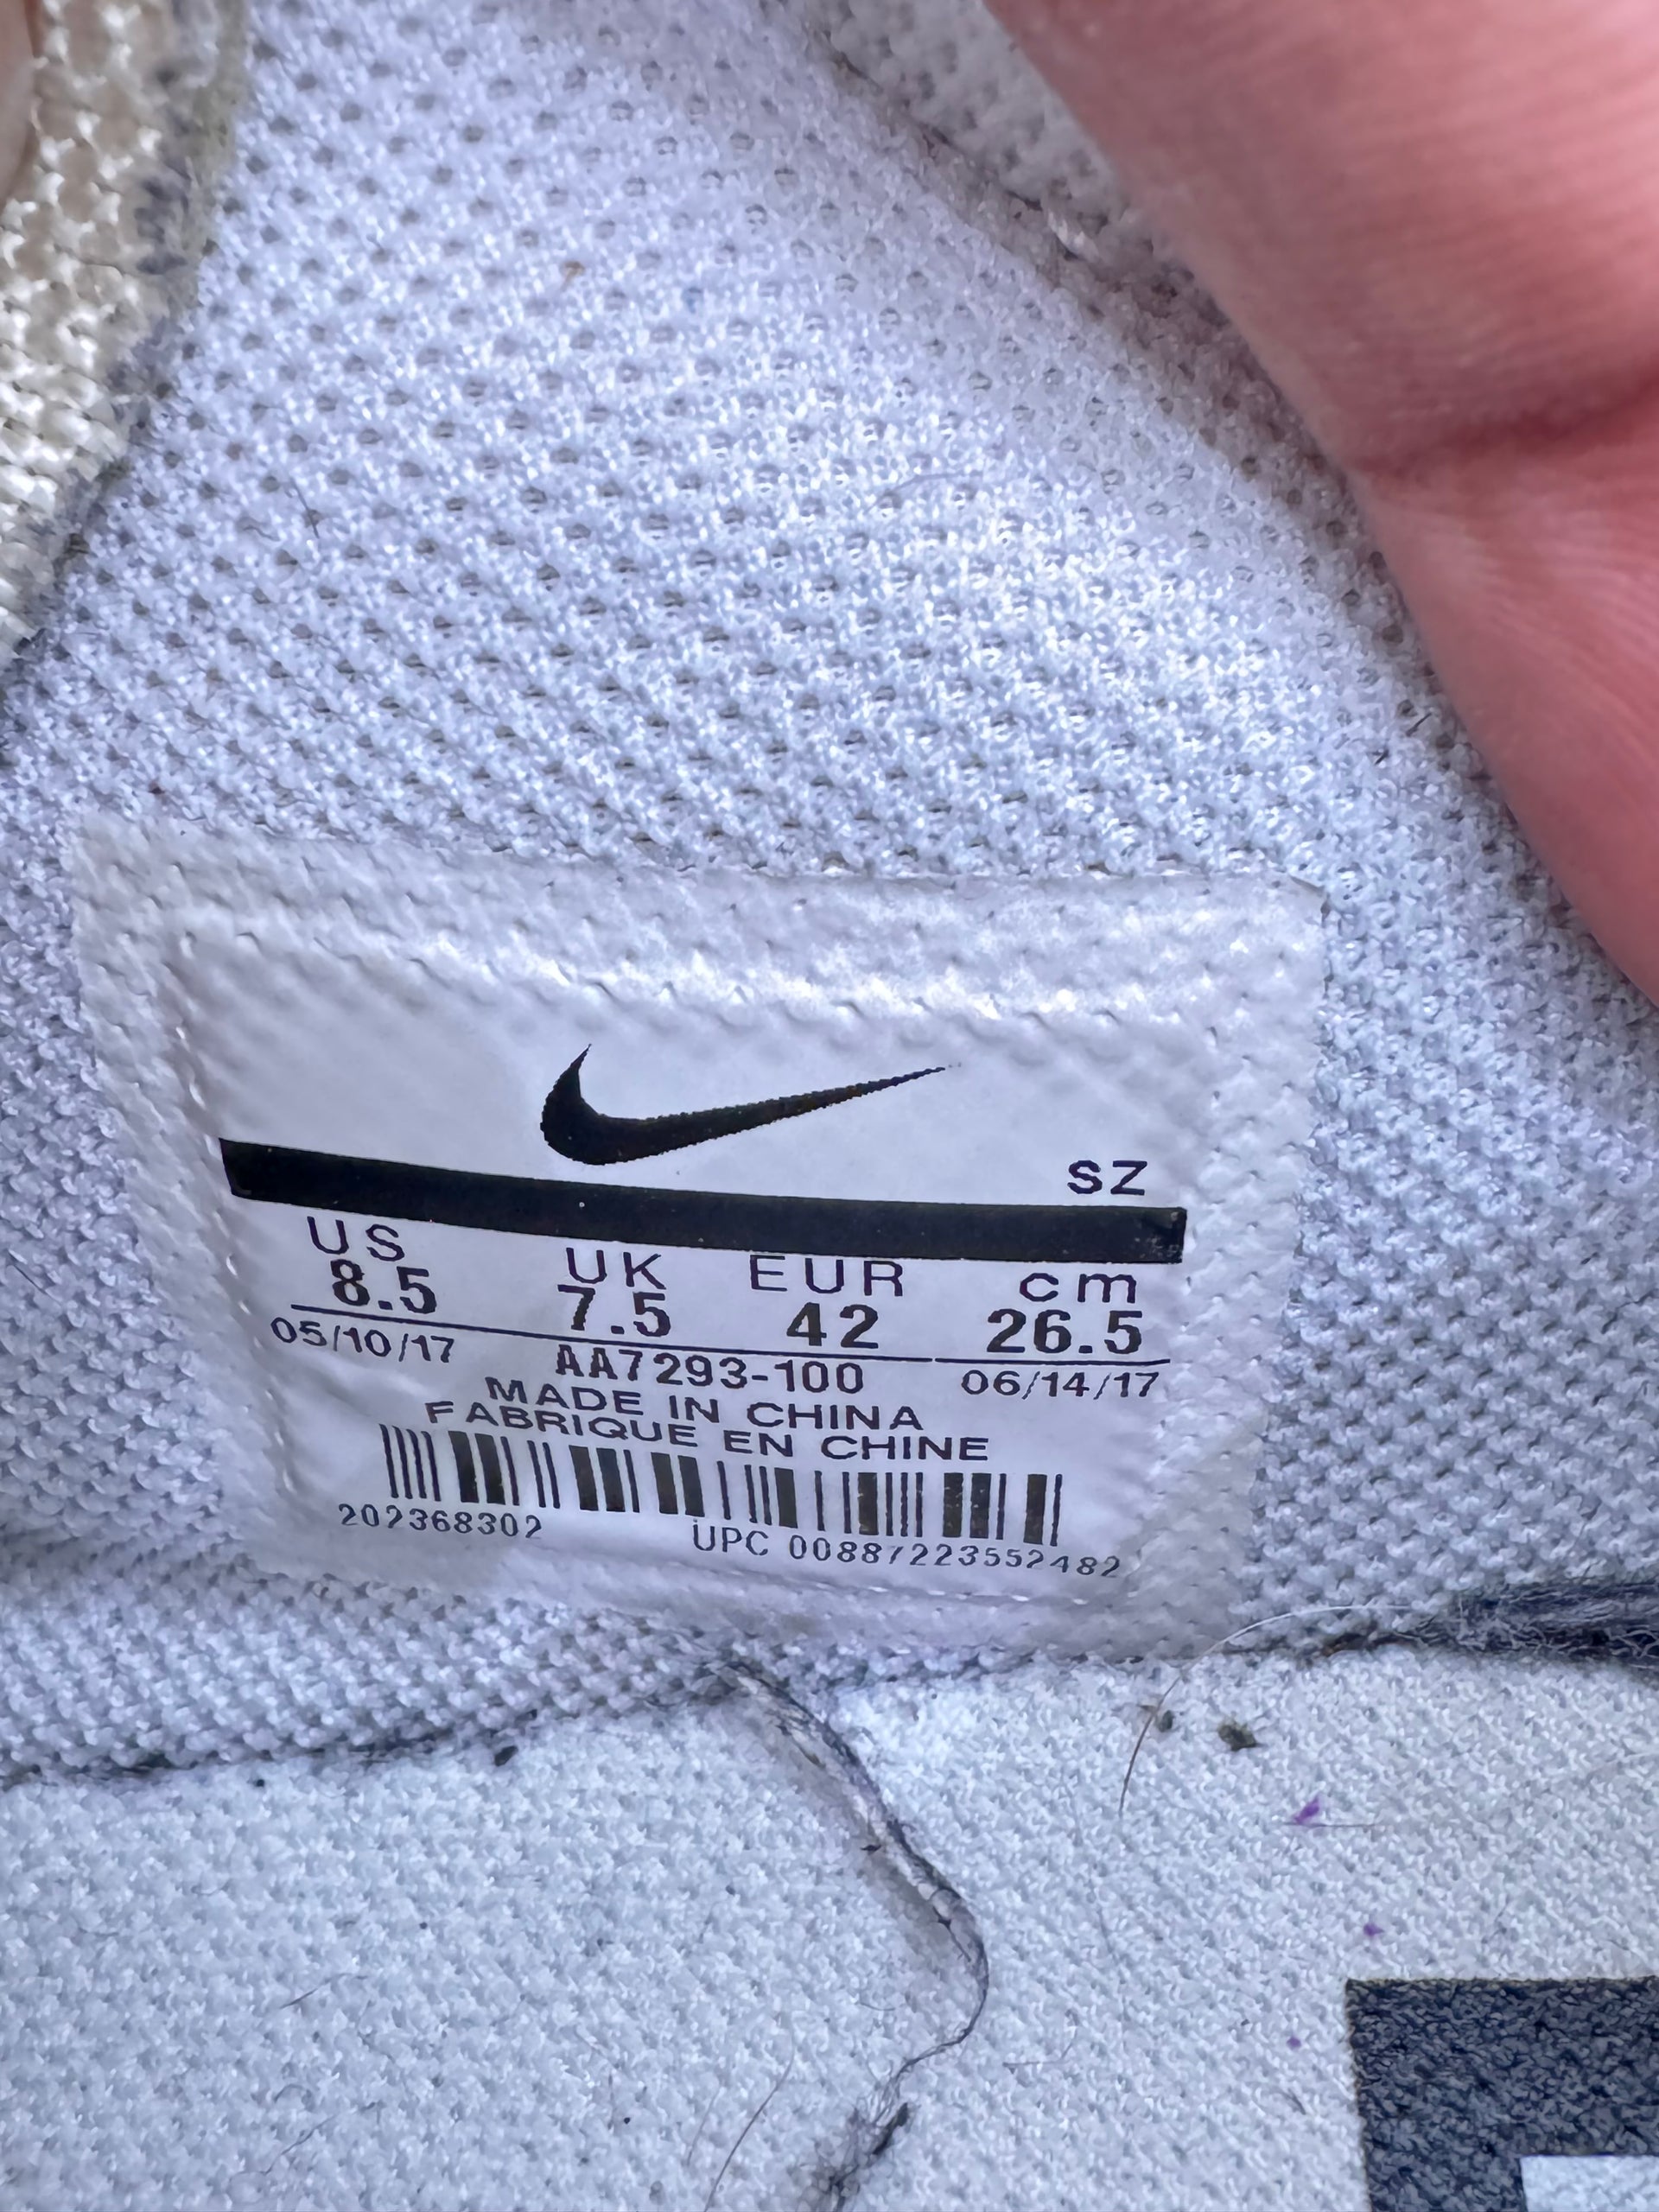 SZ
US UK EUR cm
8.5 7.5 42 26.5
05/10/17 AA7293-100 06/14/17
MADE IN CHINA
FABRIQUE EN CHINE
202368302 UPC 00887223552482